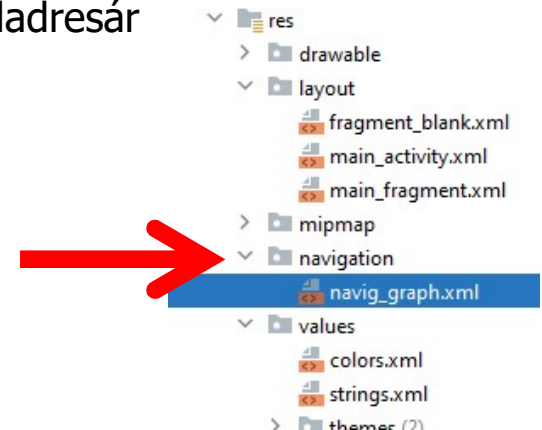 res
drawable
layout
fragment_blank.xml
main_activity.xml
main_fragment.xml
mipmap
navigation
navig_graph.xml
values
colors.xml
strings.xml
themes (2)